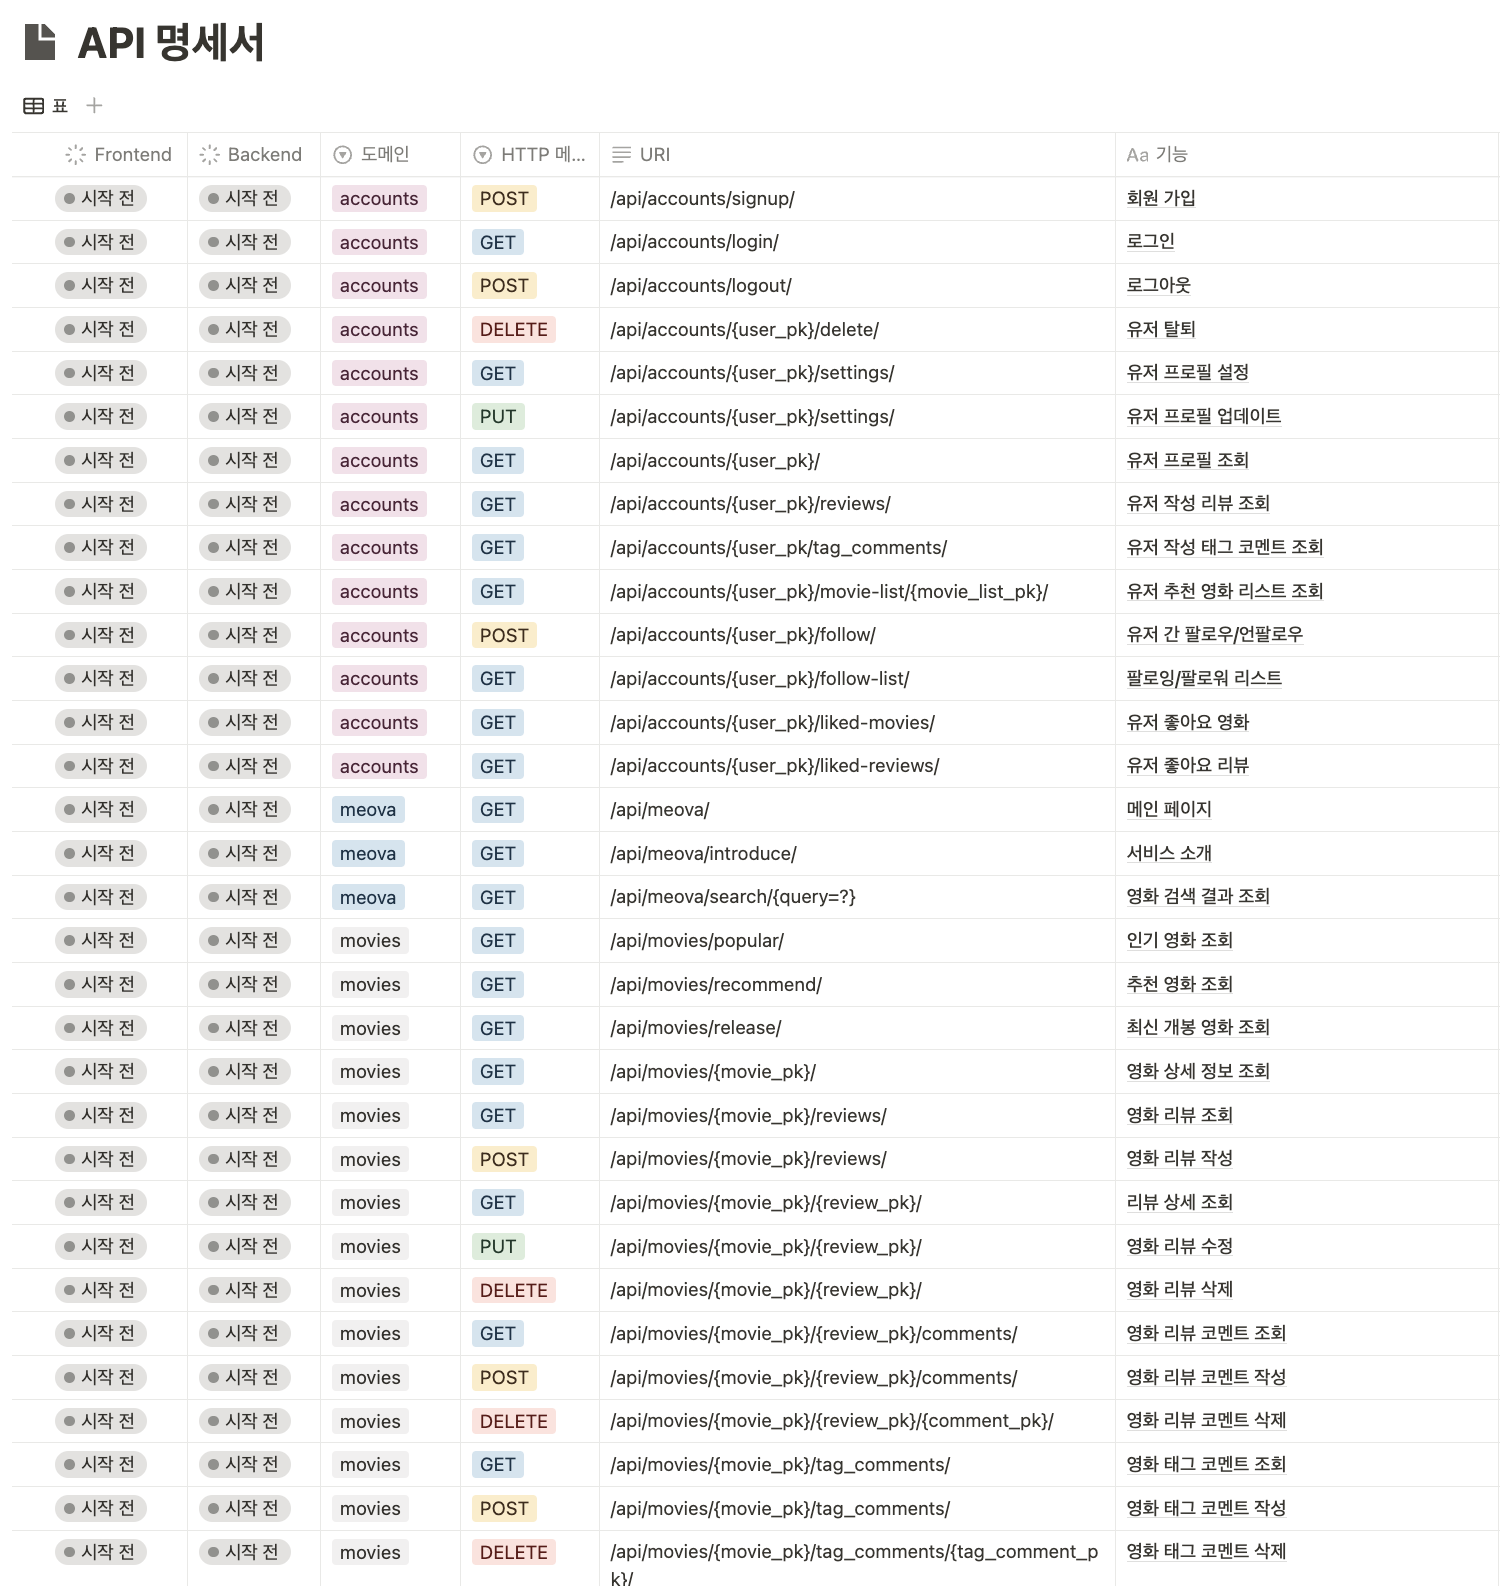 API 명세서
표
Frontend Backend 도메인 HTTP 메... URI Aa 기능
시작 전 시작 전 accounts POST /api/accounts/signup/ 회원 가입
시작 전 시작 전 accounts GET /api/accounts/login/ 로그인
시작 전 시작 전 accounts POST /api/accounts/logout/ 로그아웃
시작 전 시작 전 accounts DELETE /api/accounts/{user_pk}/delete/ 유저 탈퇴
시작 전 시작 전 accounts GET /api/accounts/{user_pk}/settings/ 유저 프로필 설정
시작 전 시작 전 accounts PUT /api/accounts/{user_pk}/settings/ 유저 프로필 업데이트
시작 전 시작 전 accounts GET /api/accounts/{user_pk}/ 유저 프로필 조회
시작 전 시작 전 accounts GET /api/accounts/{user_pk}/reviews/ 유저 작성 리뷰 조회
시작 전 시작 전 accounts GET /api/accounts/{user_pk/tag_comments/ 유저 작성 태그 코멘트 조회
시작 전 시작 전 accounts GET /api/accounts/{user_pk}/movie-list/{movie_list_pk}/ 유저 추천 영화 리스트 조회
시작 전 시작 전 accounts POST /api/accounts/{user_pk}/follow/ 유저 간 팔로우/언팔로우
시작 전 시작 전 accounts GET /api/accounts/{user_pk}/follow-list/ 팔로잉/팔로워 리스트
시작 전 시작 전 accounts GET /api/accounts/{user_pk}/liked-movies/ 유저 좋아요 영화
시작 전 시작 전 accounts GET /api/accounts/{user_pk}/liked-reviews/ 유저 좋아요 리뷰
시작 전 시작 전 meova GET /api/meova/ 메인 페이지
시작 전 시작 전 meova GET /api/meova/introduce/ 서비스 소개
시작 전 시작 전 meova GET /api/meova/search/{query=?} 영화 검색 결과 조회
시작 전 시작 전 movies GET /api/movies/popular/ 인기 영화 조회
시작 전 시작 전 movies GET /api/movies/recommend/ 추천 영화 조회
시작 전 시작 전 movies GET /api/movies/release/ 최신 개봉 영화 조회
시작 전 시작 전 movies GET /api/movies/{movie_pk}/ 영화 상세 정보 조회
시작 전 시작 전 movies GET /api/movies/{movie_pk}/reviews/ 영화 리뷰 조회
시작 전 시작 전 movies POST /api/movies/{movie_pk}/reviews/ 영화 리뷰 작성
시작 전 시작 전 movies GET /api/movies/{movie_pk}/{review_pk}/ 리뷰 상세 조회
시작 전 시작 전 movies PUT /api/movies/{movie_pk}/{review_pk}/ 영화 리뷰 수정
시작 전 시작 전 movies DELETE /api/movies/{movie_pk}/{review_pk}/ 영화 리뷰 삭제
시작 전 시작 전 movies GET /api/movies/{movie_pk}/{review_pk}/comments/ 영화 리뷰 코멘트 조회
시작 전 시작 전 movies POST /api/movies/{movie_pk}/{review_pk}/comments/ 영화 리뷰 코멘트 작성
시작 전 시작 전 movies DELETE /api/movies/{movie_pk}/{review_pk}/{comment_pk}/ 영화 리뷰 코멘트 삭제
시작 전 시작 전 movies GET /api/movies/{movie_pk}/tag_comments/ 영화 태그 코멘트 조회
시작 전 시작 전 movies POST /api/movies/{movie_pk}/tag_comments/ 영화 태그 코멘트 작성
시작 전 시작 전 movies DELETE /api/movies/{movie_pk}/tag_comments/{tag_comment_p 영화 태그 코멘트 삭제
k}/